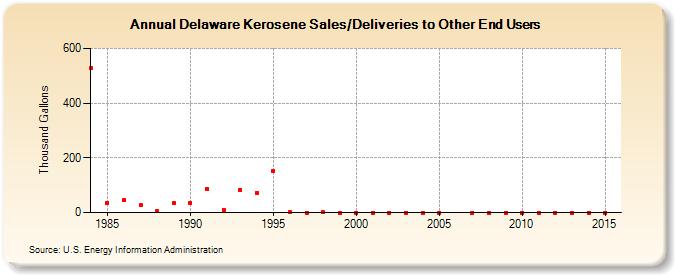 Annual Delaware Kerosene Sales/Deliveries to Other End Users
Thousand Gallons
600
400
200
0
1985 1990 1995 2000 2005 2010 2015
Source: U.S. Energy Information Administration